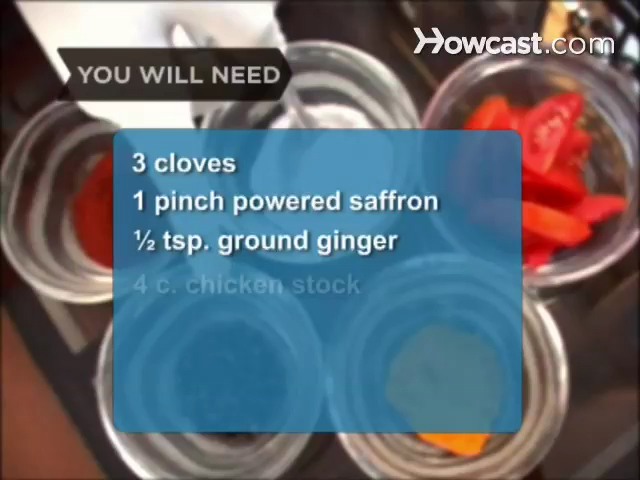 Howcast.com
YOU WILL NEED
3 cloves
1 pinch powered saffron
½ tsp. ground ginger
4 c. chicken stock